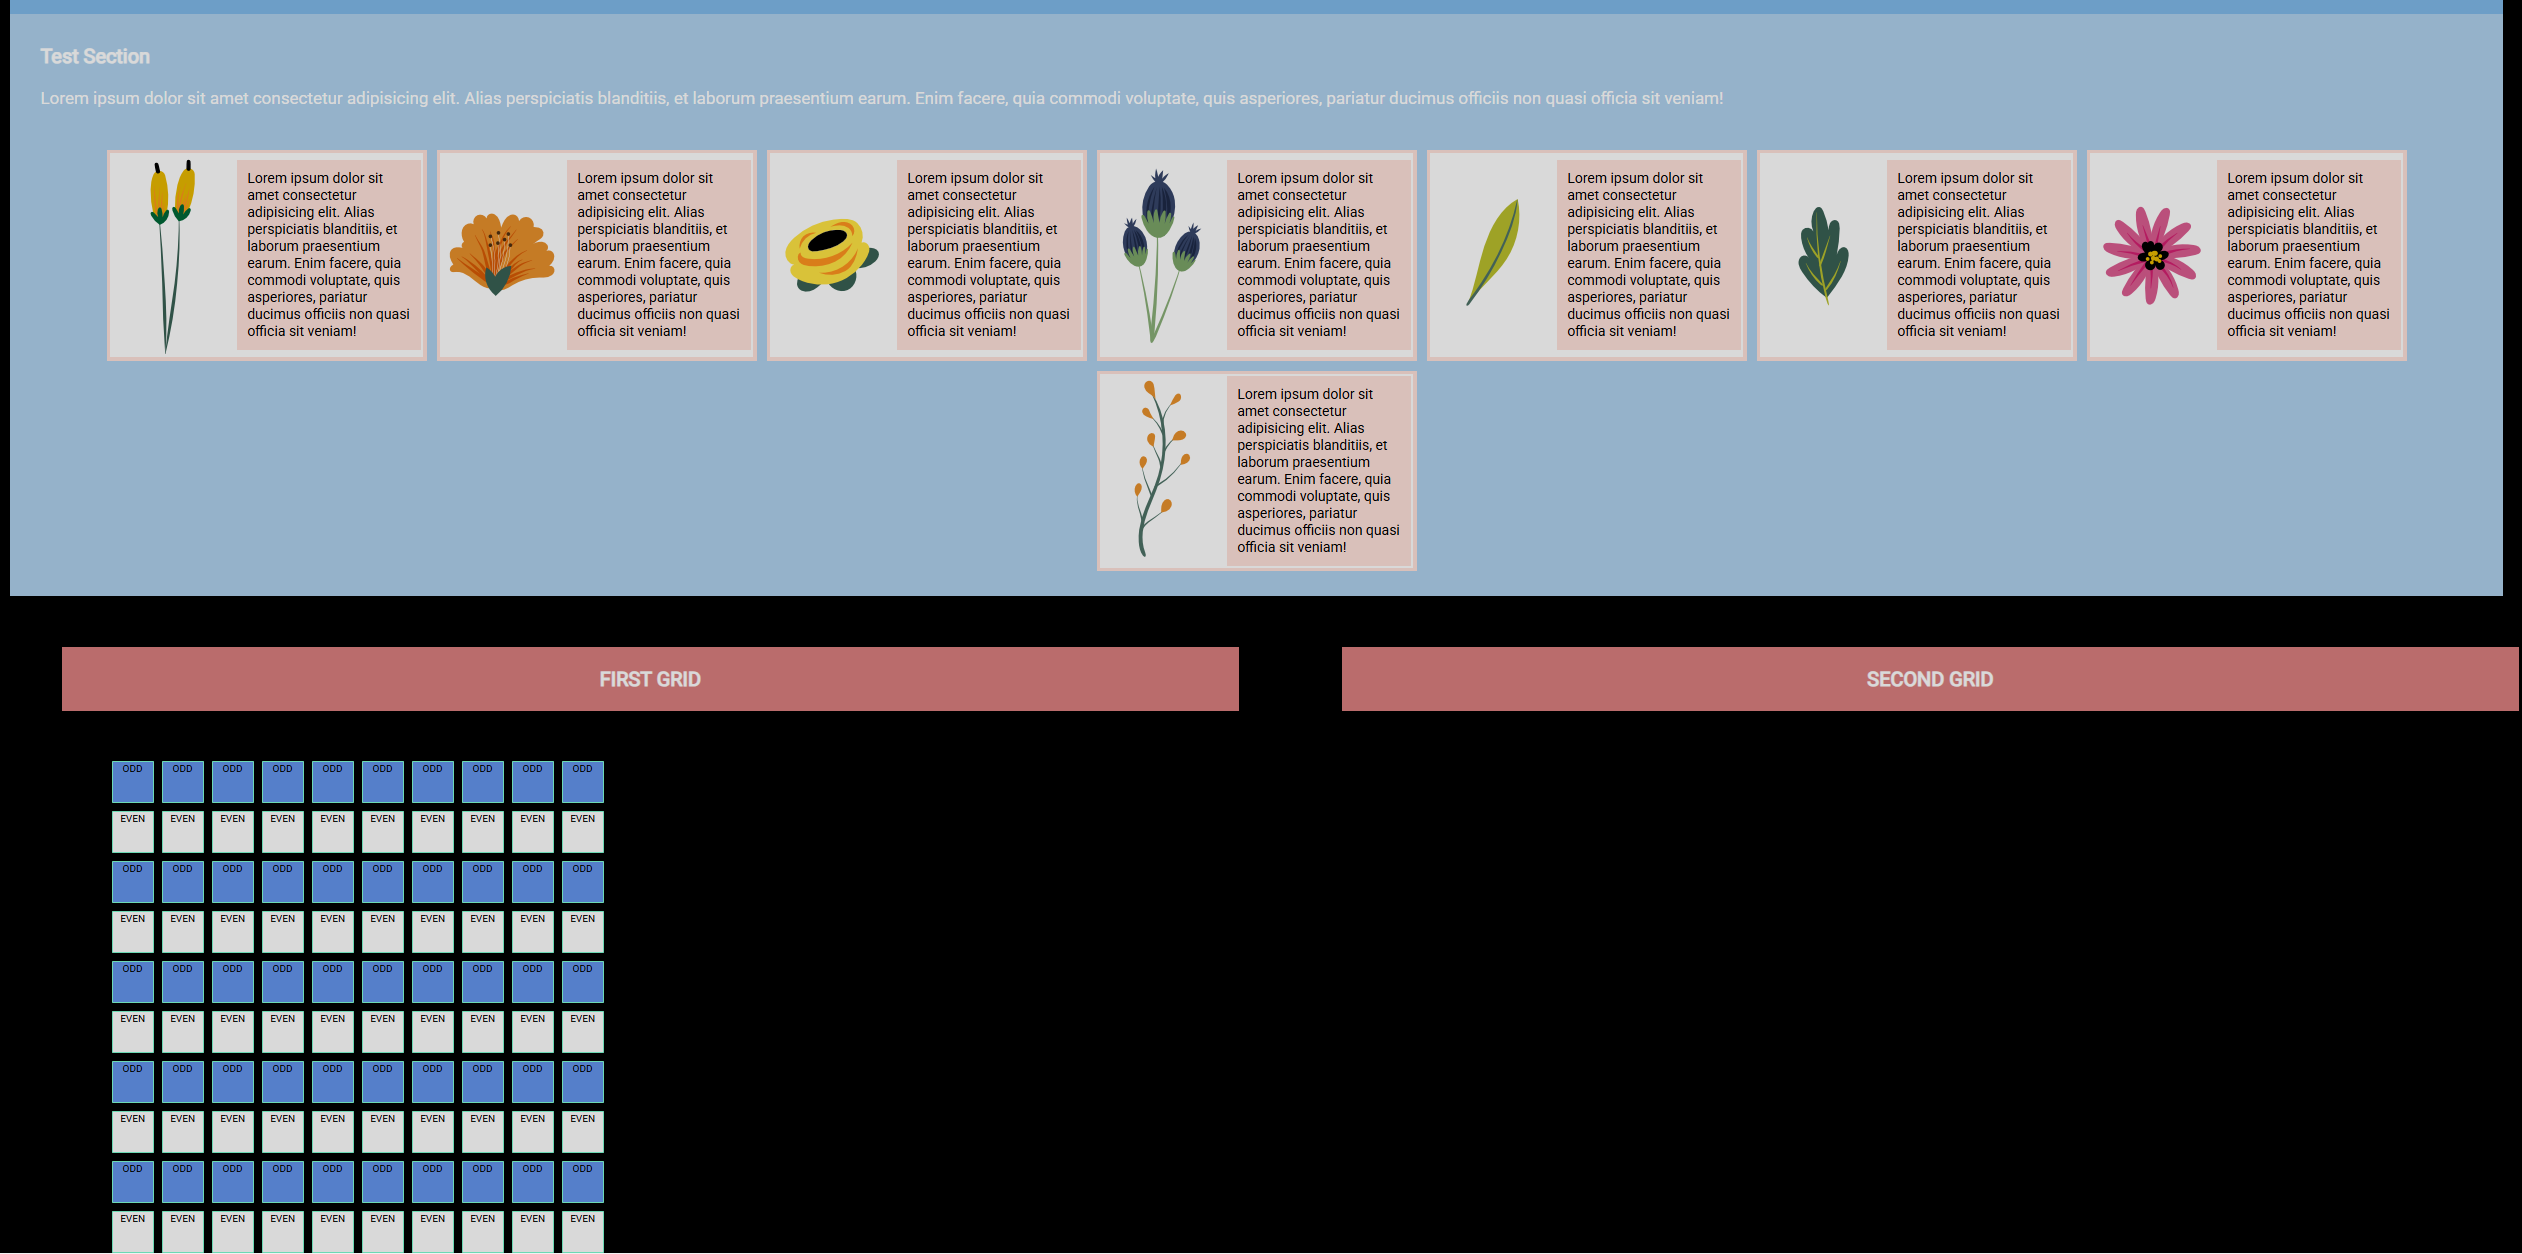 Test Section
Lorem ipsum dolor sit amet consectetur adipisicing elit. Alias perspiciatis blanditiis, et laborum praesentium earum. Enim facere, quia commodi voluptate, quis asperiores, pariatur ducimus officiis non quasi officia sit veniam!
Lorem ipsum dolor sit
amet consectetur
adipisicing elit. Alias
perspiciatis blanditiis, et
laborum praesentium
earum. Enim facere, quia
commodi voluptate, quis
asperiores, pariatur
ducimus officiis non quasi
officia sit veniam!
Lorem ipsum dolor sit
amet consectetur
adipisicing elit. Alias
perspiciatis blanditiis, et
laborum praesentium
earum. Enim facere, quia
commodi voluptate, quis
asperiores, pariatur
ducimus officiis non quasi
officia sit veniam!
Lorem ipsum dolor sit
amet consectetur
adipisicing elit. Alias
perspiciatis blanditiis, et
laborum praesentium
earum. Enim facere, quia
commodi voluptate, quis
asperiores, pariatur
ducimus officiis non quasi
officia sit veniam!
Lorem ipsum dolor sit
amet consectetur
adipisicing elit. Alias
perspiciatis blanditiis, et
laborum praesentium
earum. Enim facere, quia
commodi voluptate, quis
asperiores, pariatur
ducimus officiis non quasi
officia sit veniam!
Lorem ipsum dolor sit
amet consectetur
adipisicing elit. Alias
perspiciatis blanditiis, et
laborum praesentium
earum. Enim facere, quia
commodi voluptate, quis
asperiores, pariatur
ducimus officiis non quasi
officia sit veniam!
Lorem ipsum dolor sit
amet consectetur
adipisicing elit. Alias
perspiciatis blanditiis, et
laborum praesentium
earum. Enim facere, quia
commodi voluptate, quis
asperiores, pariatur
ducimus officiis non quasi
officia sit veniam!
Lorem ipsum dolor sit
amet consectetur
adipisicing elit. Alias
perspiciatis blanditiis, et
laborum praesentium
earum. Enim facere, quia
commodi voluptate, quis
asperiores, pariatur
ducimus officiis non quasi
officia sit veniam!
Lorem ipsum dolor sit
amet consectetur
adipisicing elit. Alias
perspiciatis blanditiis, et
laborum praesentium
earum. Enim facere, quia
commodi voluptate, quis
asperiores, pariatur
ducimus officiis non quasi
officia sit veniam!
FIRST GRID
SECOND GRID
ODD ODD ODD ODD ODD ODD ODD ODD ODD ODD
EVEN EVEN EVEN EVEN EVEN EVEN EVEN EVEN EVEN EVEN
ODD ODD ODD ODD ODD ODD ODD ODD ODD ODD
EVEN EVEN EVEN EVEN EVEN EVEN EVEN EVEN EVEN EVEN
ODD ODD ODD ODD ODD ODD ODD ODD ODD ODD
EVEN EVEN EVEN EVEN EVEN EVEN EVEN EVEN EVEN EVEN
ODD ODD ODD ODD ODD ODD ODD ODD ODD ODD
EVEN EVEN EVEN EVEN EVEN EVEN EVEN EVEN EVEN EVEN
ODD ODD ODD ODD ODD ODD ODD ODD ODD ODD
EVEN EVEN EVEN EVEN EVEN EVEN EVEN EVEN EVEN EVEN